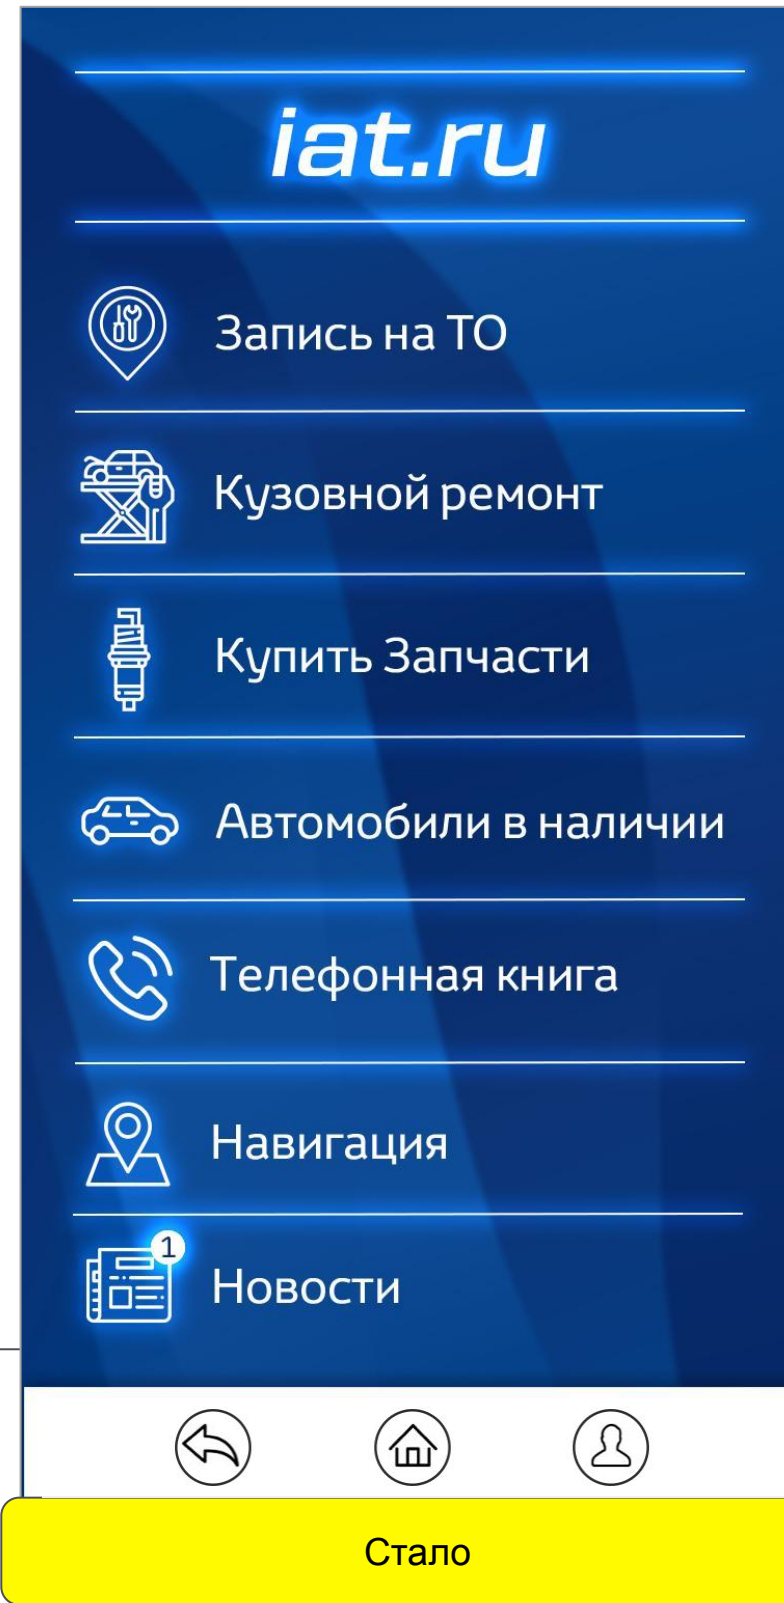 iat.ru
Запись на ТО
Кузовной ремонт
Купить Запчасти
Автомобили в наличии
Телефонная книга
Навигация
1
Новости
Стало